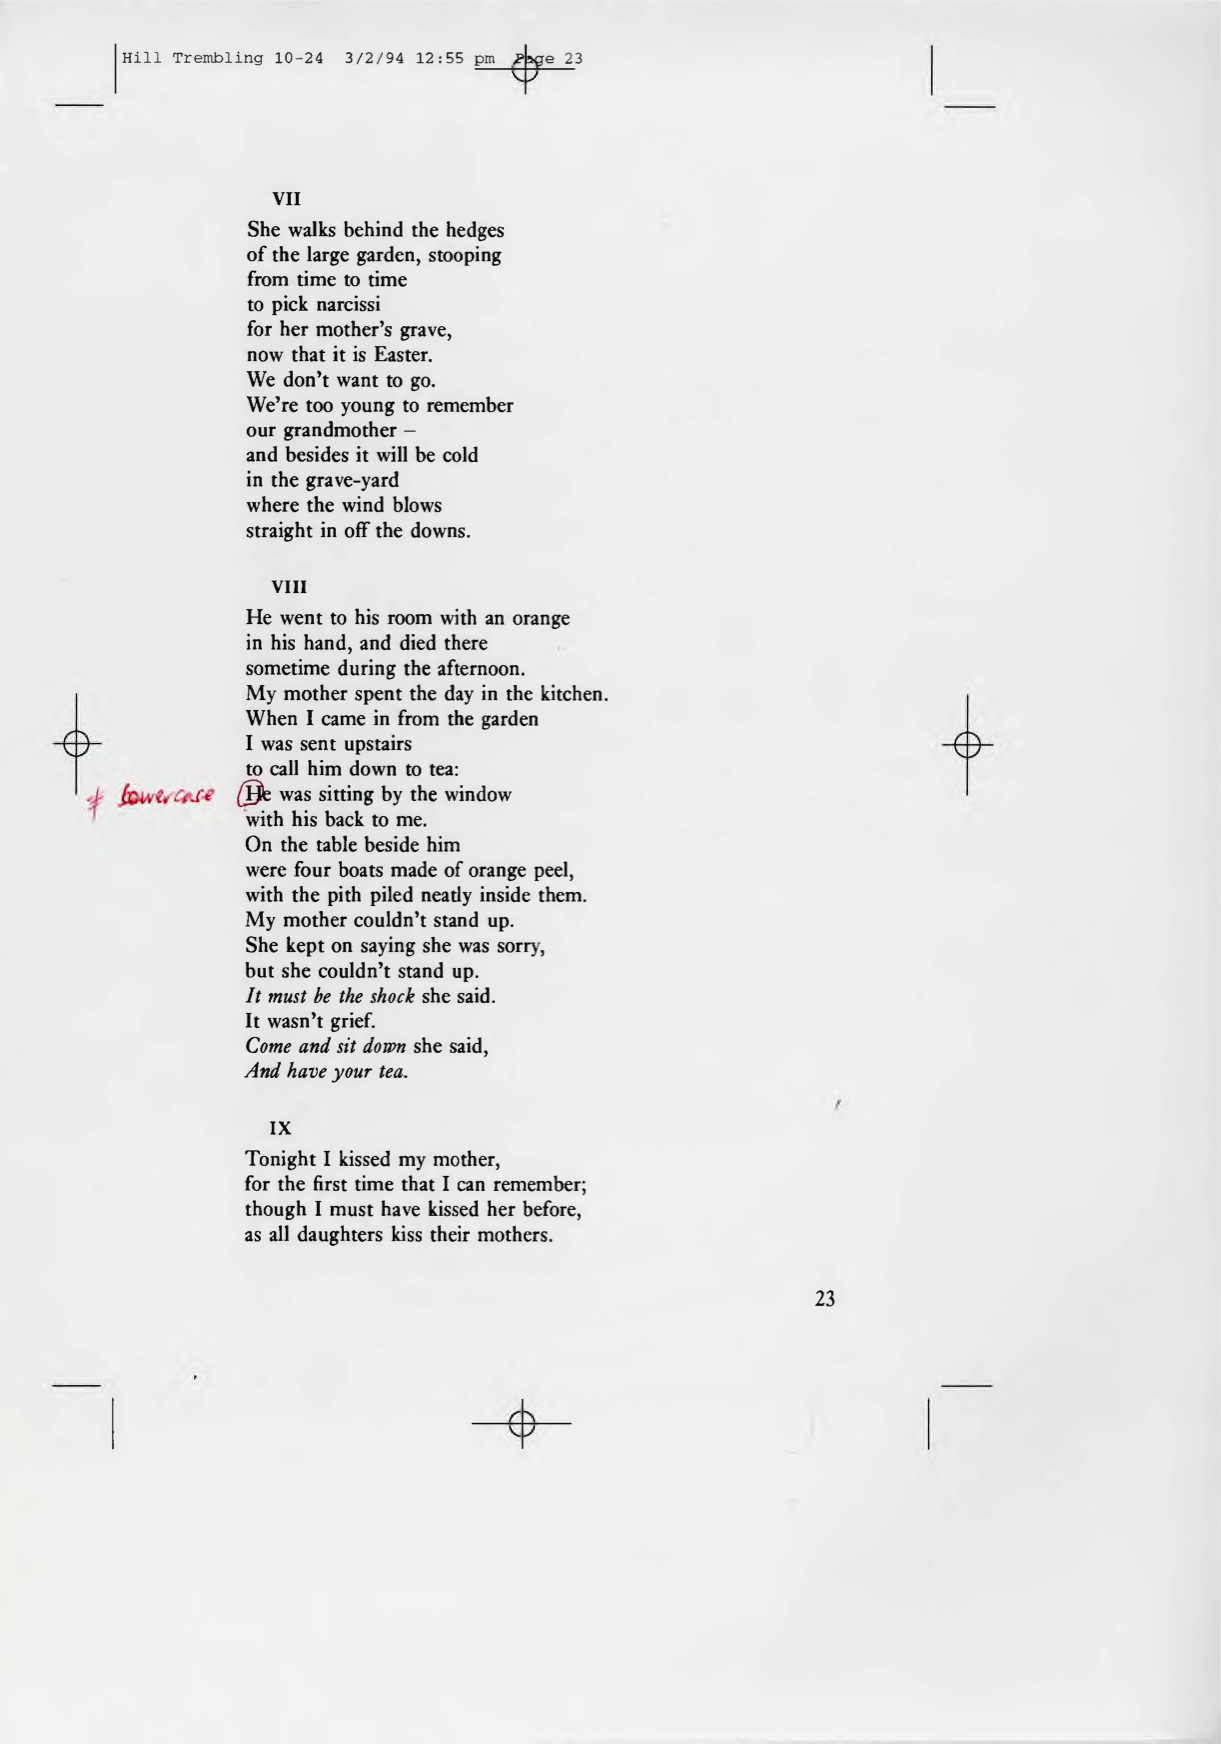 Hill Trembling 10-24 3/2/94 12:55 pm Page 23
VII
She walks behind the hedges
of the large garden, stooping
from time to time
to pick narcissi
for her mother’s grave,
now that it is Easter.
We don’t want to go.
We’re too young to remember
our grandmother –
and besides it will be cold
in the grave-yard
where the wind blows
straight in off the downs.
VIII
He went to his room with an orange
in his hand, and died there
sometime during the afternoon.
My mother spent the day in the kitchen.
When I came in from the garden
I was sent upstairs
to call him down to tea:
lowercase He was sitting by the window
with his back to me.
On the table beside him
were four boats made of orange peel,
with the pith piled neatly inside them.
My mother couldn’t stand up.
She kept on saying she was sorry,
but she couldn’t stand up.
It must be the shock she said.
It wasn’t grief.
Come and sit down she said,
And have your tea.
IX
Tonight I kissed my mother,
for the first time that I can remember;
though I must have kissed her before,
as all daughters kiss their mothers.
23